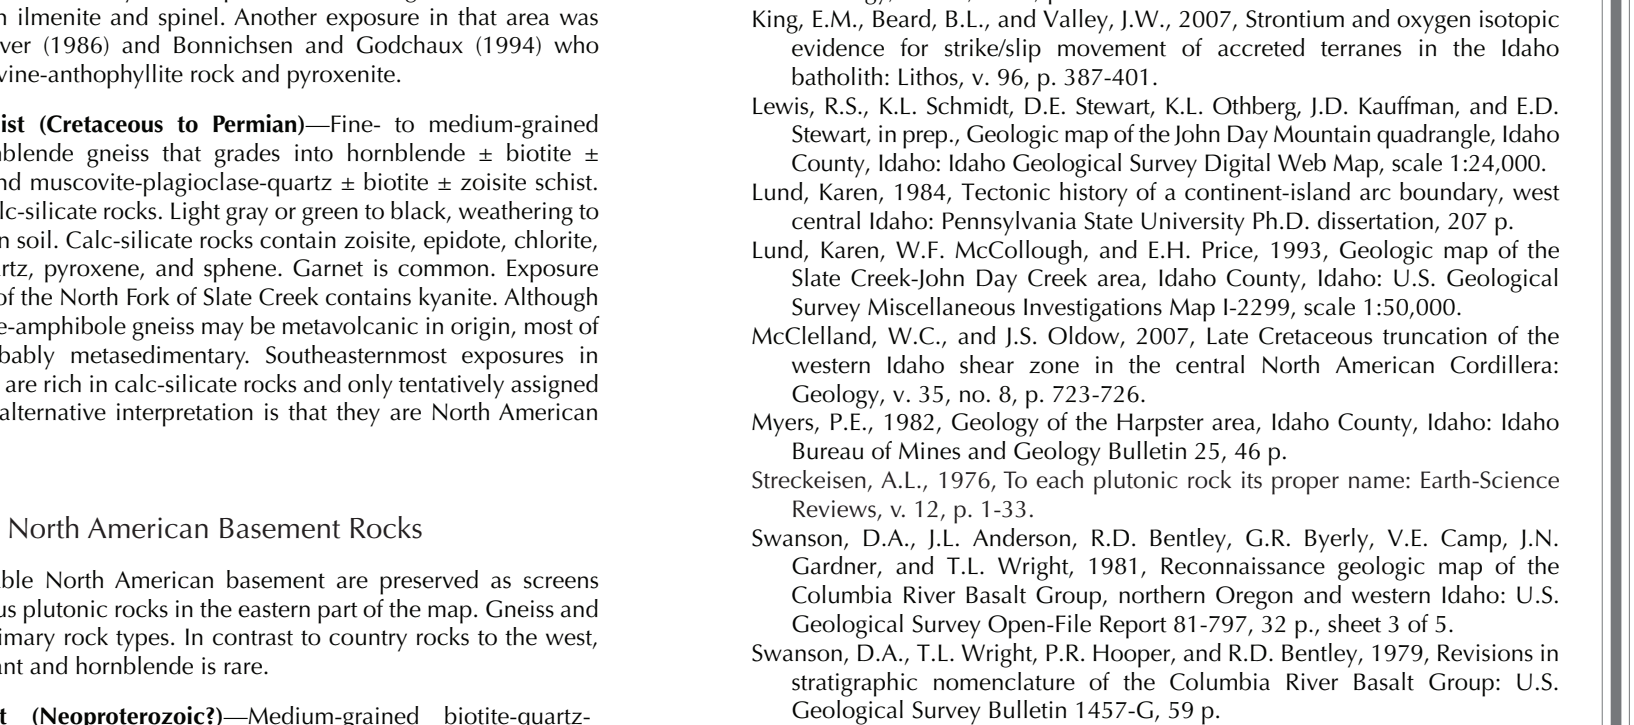 n ilmenite and spinel. Another exposure in that area was
ver (1986) and Bonnichsen and Godchaux (1994) who
vine-anthophyllite rock and pyroxenite.
ist (Cretaceous to Permian)—Fine- to medium-grained
nblende gneiss that grades into hornblende ± biotite ±
nd muscovite-plagioclase-quartz ± biotite ± zoisite schist.
lc-silicate rocks. Light gray or green to black, weathering to
n soil. Calc-silicate rocks contain zoisite, epidote, chlorite,
rtz, pyroxene, and sphene. Garnet is common. Exposure
of the North Fork of Slate Creek contains kyanite. Although
e-amphibole gneiss may be metavolcanic in origin, most of
bably metasedimentary. Southeasternmost exposures in
are rich in calc-silicate rocks and only tentatively assigned
alternative interpretation is that they are North American
North American Basement Rocks
able North American basement are preserved as screens
us plutonic rocks in the eastern part of the map. Gneiss and
rimary rock types. In contrast to country rocks to the west,
ant and hornblende is rare.
t (Neoproterozoic?)—Medium-grained biotite-quartz-
King, E.M., Beard, B.L., and Valley, J.W., 2007, Strontium and oxygen isotopic
evidence for strike/slip movement of accreted terranes in the Idaho
batholith: Lithos, v. 96, p. 387-401.
Lewis, R.S., K.L. Schmidt, D.E. Stewart, K.L. Othberg, J.D. Kauffman, and E.D.
Stewart, in prep., Geologic map of the John Day Mountain quadrangle, Idaho
County, Idaho: Idaho Geological Survey Digital Web Map, scale 1:24,000.
Lund, Karen, 1984, Tectonic history of a continent-island arc boundary, west
central Idaho: Pennsylvania State University Ph.D. dissertation, 207 p.
Lund, Karen, W.F. McCollough, and E.H. Price, 1993, Geologic map of the
Slate Creek-John Day Creek area, Idaho County, Idaho: U.S. Geological
Survey Miscellaneous Investigations Map I-2299, scale 1:50,000.
McClelland, W.C., and J.S. Oldow, 2007, Late Cretaceous truncation of the
western Idaho shear zone in the central North American Cordillera:
Geology, v. 35, no. 8, p. 723-726.
Myers, P.E., 1982, Geology of the Harpster area, Idaho County, Idaho: Idaho
Bureau of Mines and Geology Bulletin 25, 46 p.
Streckeisen, A.L., 1976, To each plutonic rock its proper name: Earth-Science
Reviews, v. 12, p. 1-33.
Swanson, D.A., J.L. Anderson, R.D. Bentley, G.R. Byerly, V.E. Camp, J.N.
Gardner, and T.L. Wright, 1981, Reconnaissance geologic map of the
Columbia River Basalt Group, northern Oregon and western Idaho: U.S.
Geological Survey Open-File Report 81-797, 32 p., sheet 3 of 5.
Swanson, D.A., T.L. Wright, P.R. Hooper, and R.D. Bentley, 1979, Revisions in
stratigraphic nomenclature of the Columbia River Basalt Group: U.S.
Geological Survey Bulletin 1457-G, 59 p.